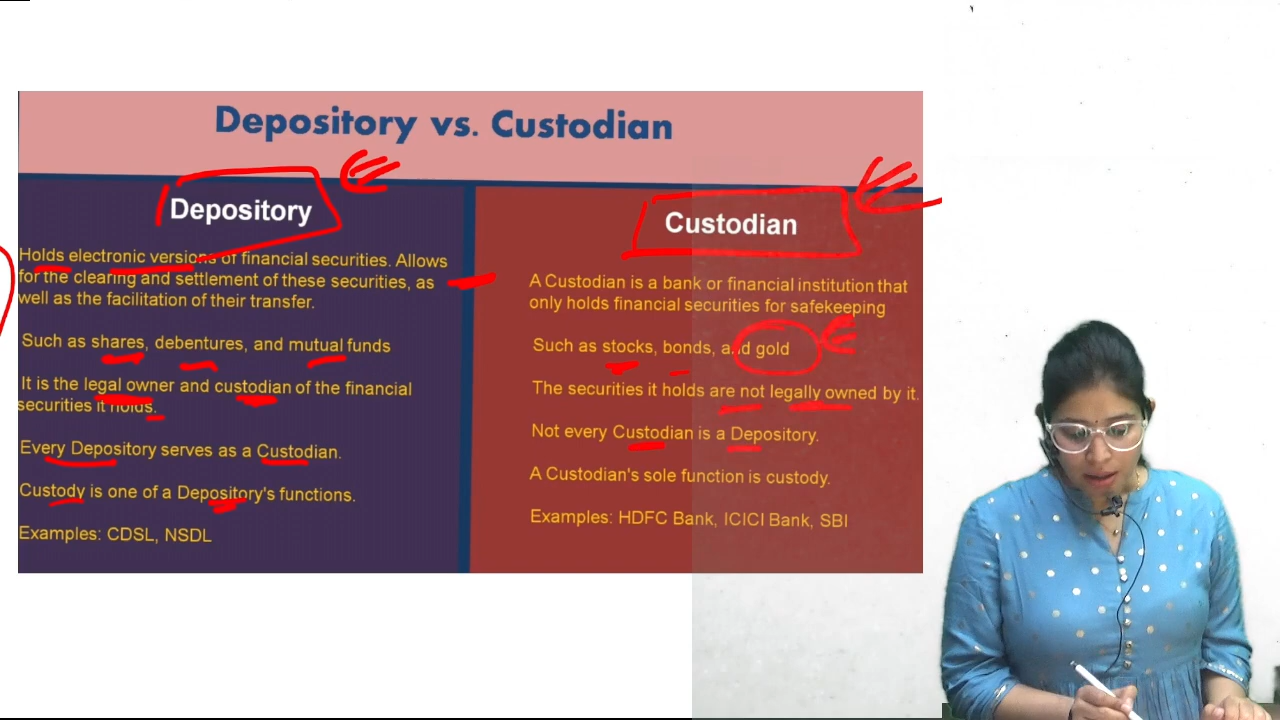 Depository vs. Custodian
Depository
Holds electronic versions of financial securities. Allows
for the clearing and settlement of these securities, as
well as the facilitation of their transfer.
Such as shares, debentures, and mutual funds
It is the legal owner and custodian of the financial
securities it holds.
Every Depository serves as a Custodian.
Custody is one of a Depository's functions.
Examples: CDSL, NSDL
Custodian
A Custodian is a bank or financial institution that
only holds financial securities for safekeeping
Such as stocks, bonds, and gold
The securities it holds are not legally owned by it.
Not every Custodian is a Depository.
A Custodian's sole function is custody.
Examples: HDFC Bank, ICICI Bank, SBI